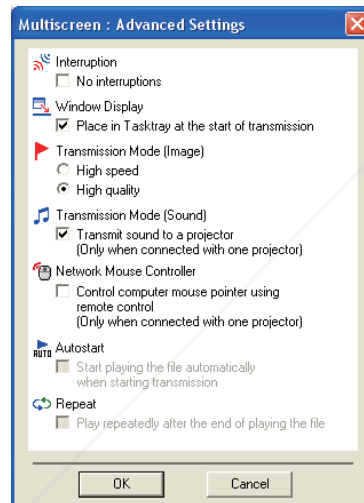 Multiscreen : Advanced Settings
Interruption
No interruptions
Window Display
Place in Tasktray at the start of transmission
Transmission Mode (Image)
High speed
High quality
Transmission Mode (Sound)
Transmit sound to a projector
(Only when connected with one projector)
Network Mouse Controller
Control computer mouse pointer using
remote control
(Only when connected with one projector)
AUTO Autostart
Start playing the file automatically
when starting transmission
Repeat
Play repeatedly after the end of playing the file
OK Cancel